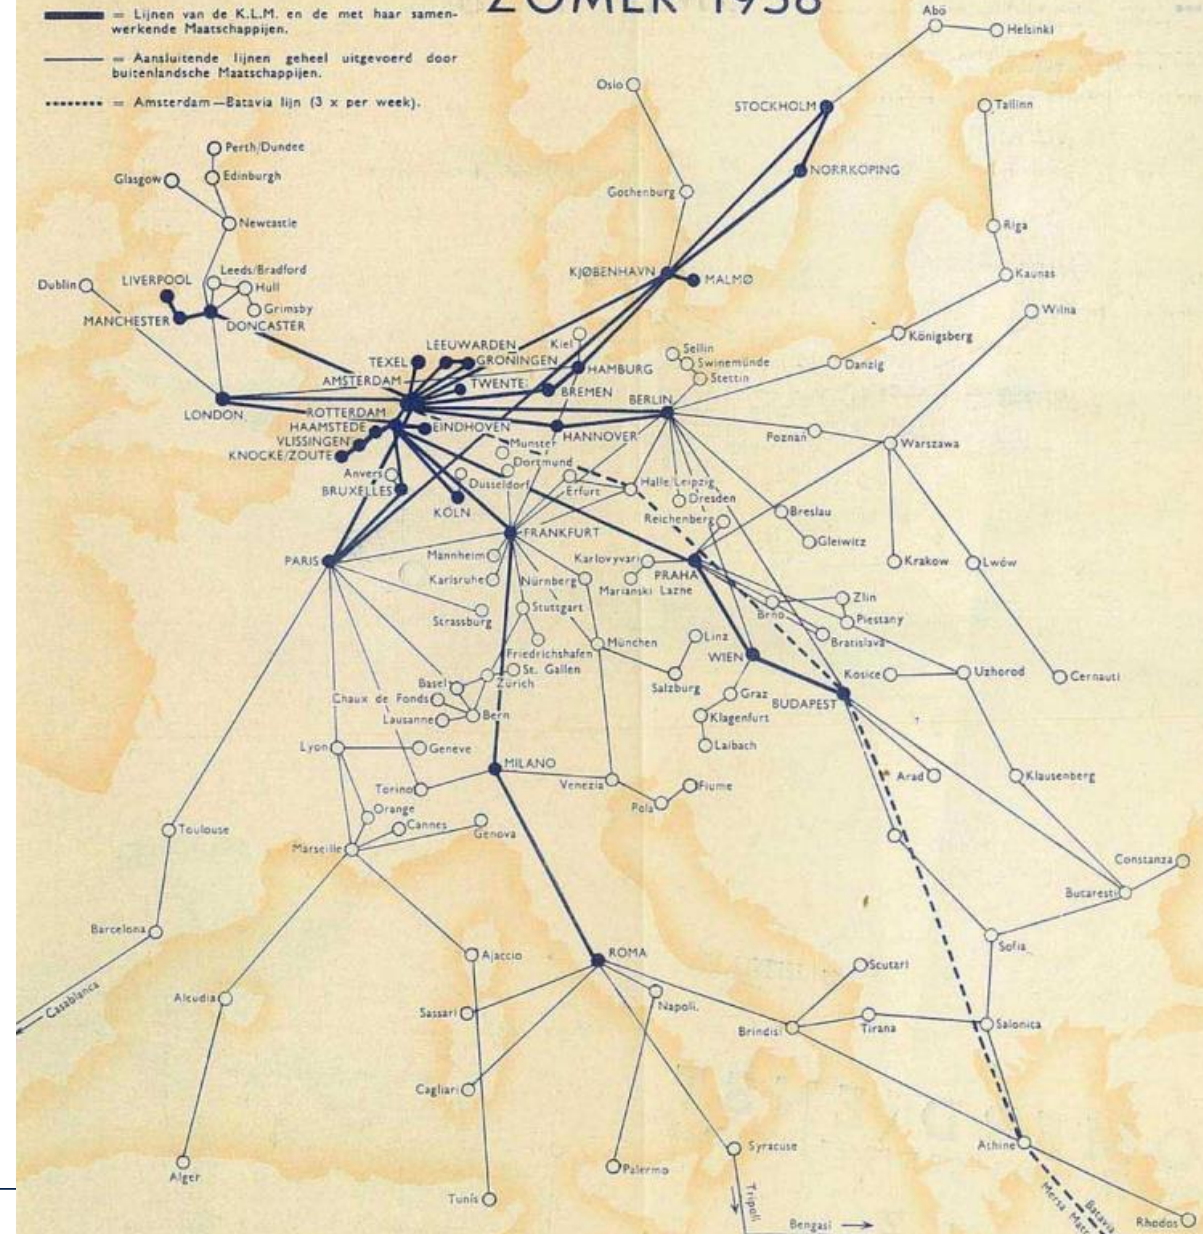 ZOMER 1938
= Lijnen van de K.L.M. en de met haar samen-
werkende Maatschappijen.
= Aansluitende lijnen geheel uitgevoerd door
buitenlandsche Maatschappijen.
= Amsterdam—Batavia lijn (3 x per week).
Abö
Helsinki
Oslo
STOCKHOLM
Tallinn
Perth/Dundee
Glasgow
Edinburgh
NORRKOPING
Gothenburg
Newcastle
Riga
Leeds/Bradford
KJØBENHAVN
MALMØ
Kaunas
Dublin
LIVERPOOL
Hull
Grimsby
Wilna
MANCHESTER
DONCASTER
Königsberg
LEEUWARDEN
Kiel
Sellin
TEXEL
GRONINGEN
HAMBURG
Swinemünde
Danzig
AMSTERDAM
TWENTE
Stettin
BREMEN
BERLIN
LONDON
ROTTERDAM
HAAMSTEDE
EINDHOVEN
HANNOVER
Poznań
Warszawa
VLISSINGEN
Munster
KNOCKE/ZOUTE
Dortmund
Anvers
Dusseldorf
Erfurt
Halle/Leipzig
BRUXELLES
Dresden
KÖLN
Reichenberg
Breslau
FRANKFURT
Gleiwitz
PARIS
Mannheim
Karlovyvari
PRAHA
Krakow
Lwów
Karlsruhe
Nürnberg
Marianski Lazne
Zlin
Strassburg
Stuttgart
Brno
Piestany
Friedrichshafen
München
Linz
Bratislava
WIEN
St. Gallen
Basel
Zürich
Salzburg
Kosice
Uzhorod
Cernauti
Chaux de Fonds
Graz
BUDAPEST
Lausanne
Bern
Klagenfurt
Lyon
Geneve
Laibach
MILANO
Torino
Venezia
Fiume
Arad
Klausenberg
Pola
Orange
Toulouse
Cannes
Genova
Marseille
Constanza
Bucaresti
Barcelona
Sofia
Ajaccio
ROMA
Scutari
Casablanca
Alcudia
Sassari
Napoli.
Brindisi
Tirana
Salonica
Cagliari
Athine
Syracuse
Alger
Palermo
Tunis
Tripoli
Bengasi
Mersa Matr
Batavia
Rhodos